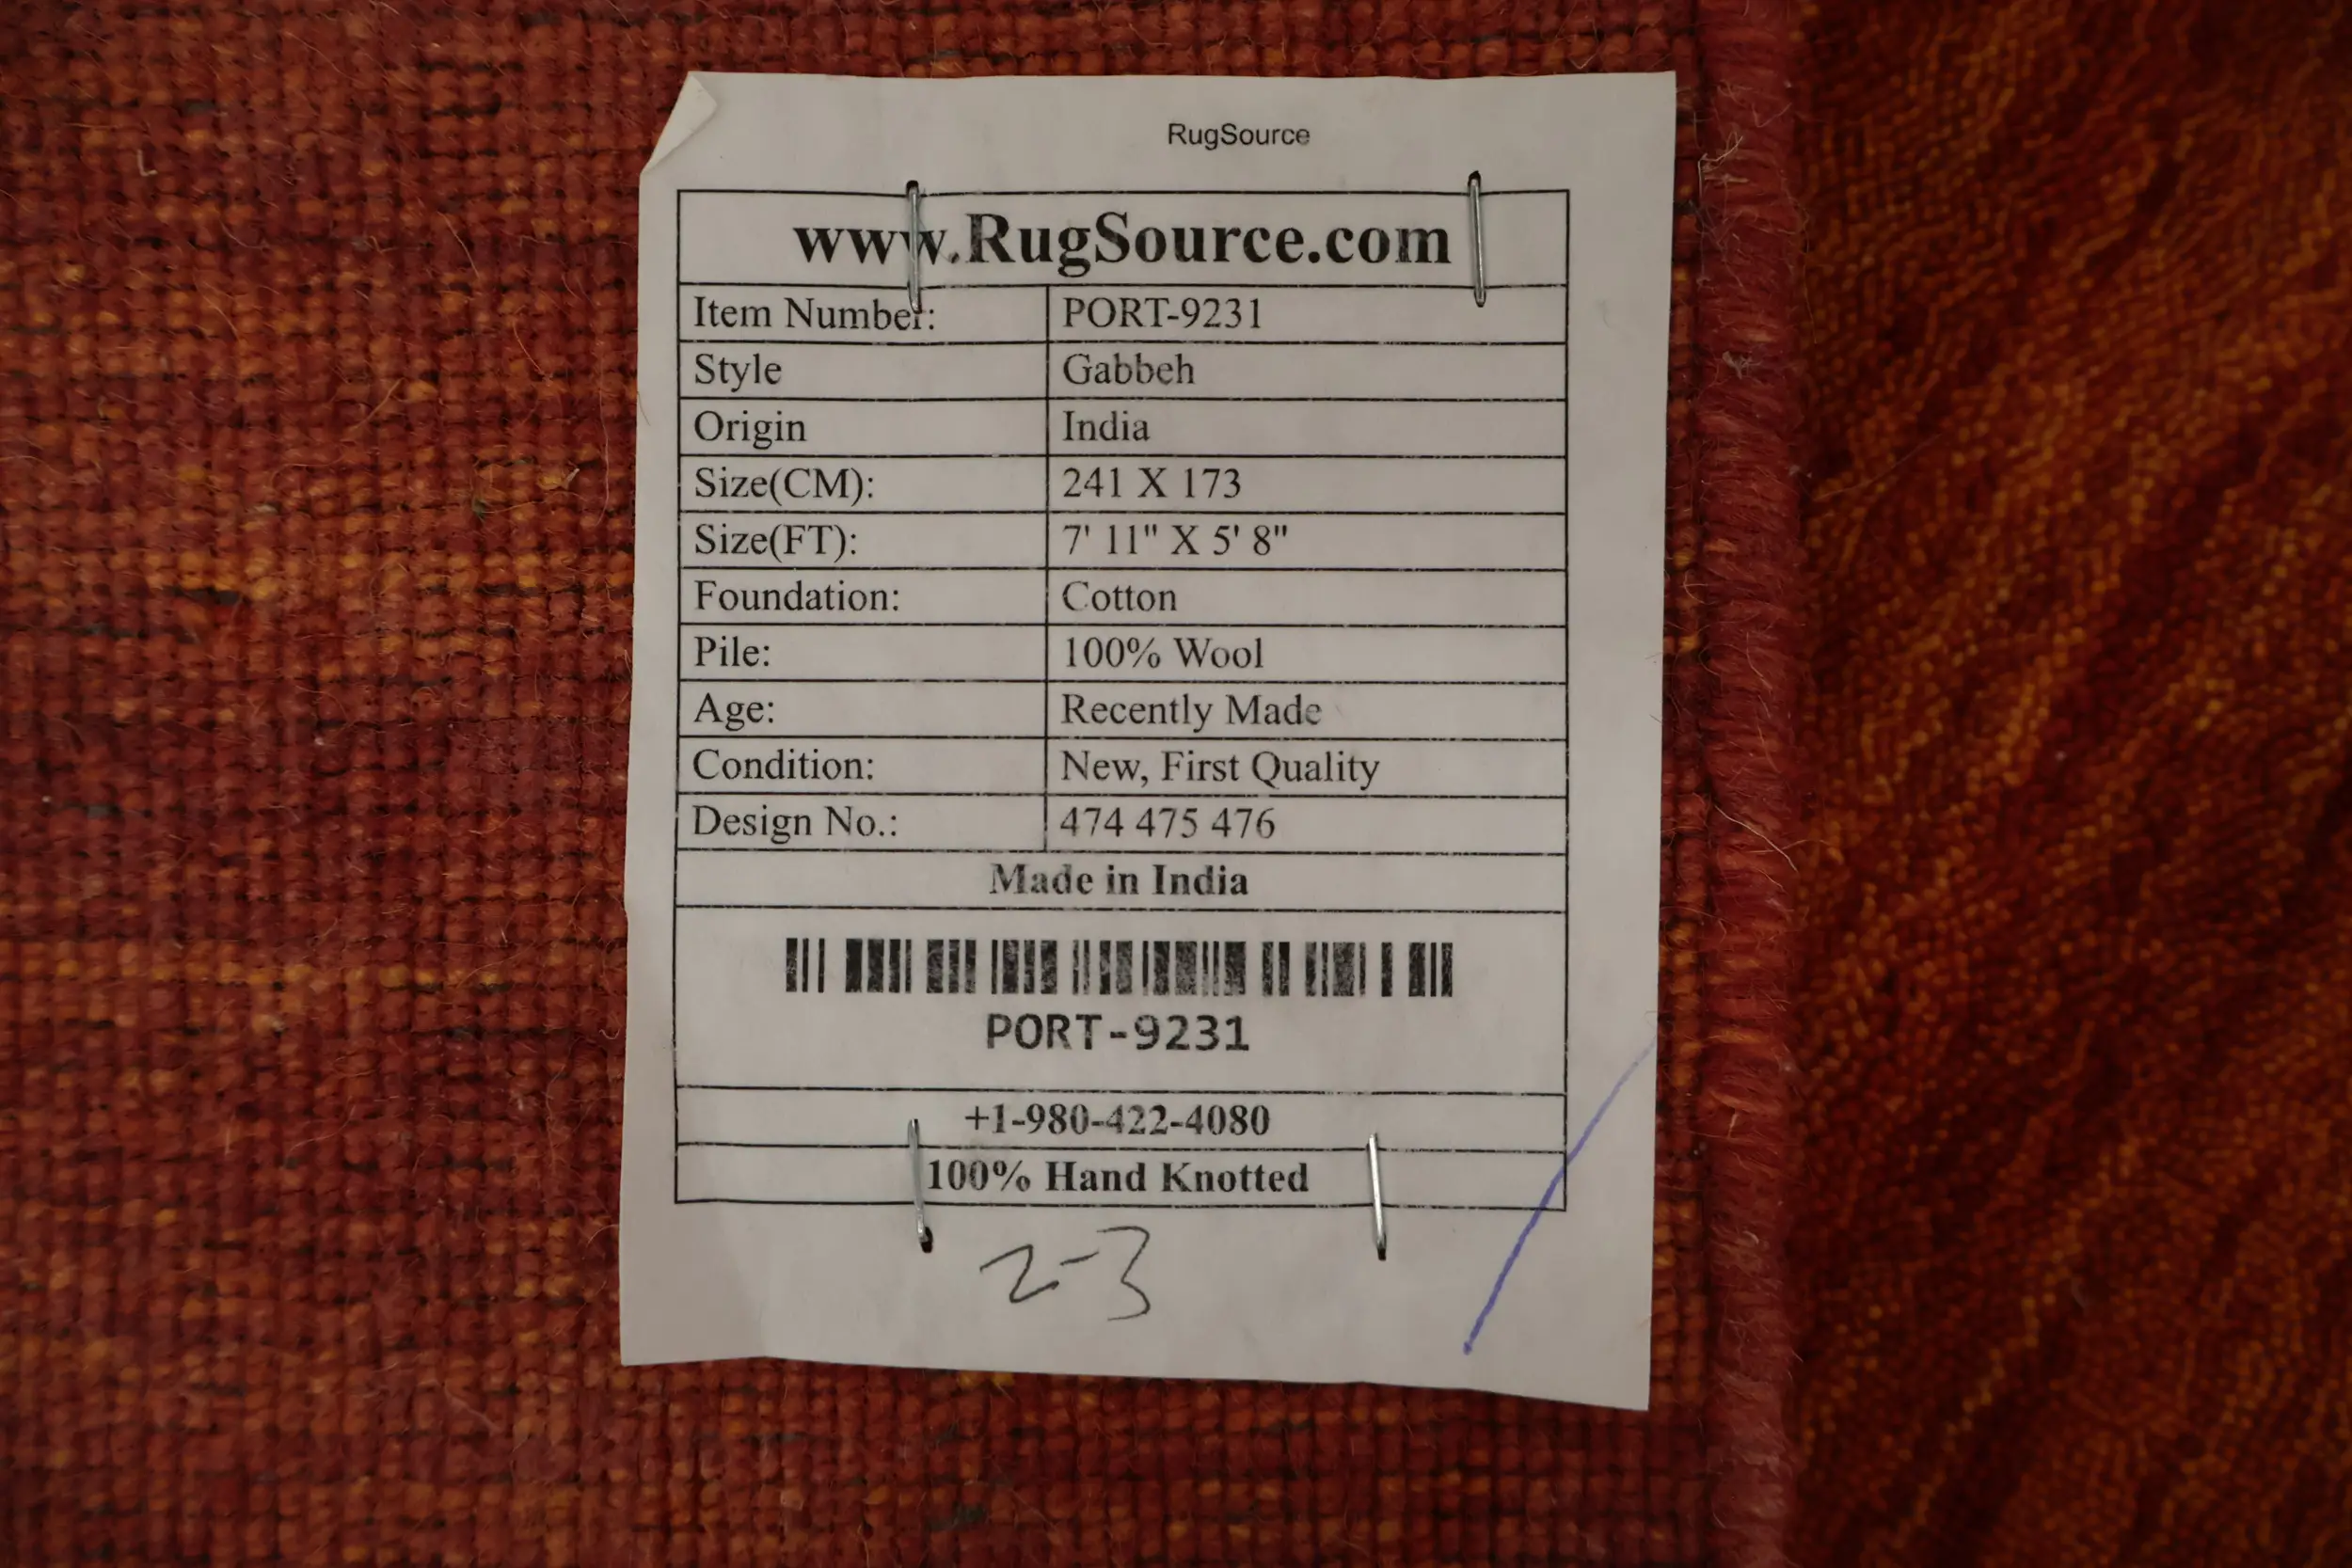 RugSource
www.RugSource.com
Item Number: PORT-9231
Style Gabbeh
Origin India
Size(CM): 241 X 173
Size(FT): 7' 11" X 5' 8"
Foundation: Cotton
Pile: 100% Wool
Age: Recently Made
Condition: New, First Quality
Design No.: 474 475 476
Made in India
PORT-9231
+1-980-422-4080
100% Hand Knotted
2-3